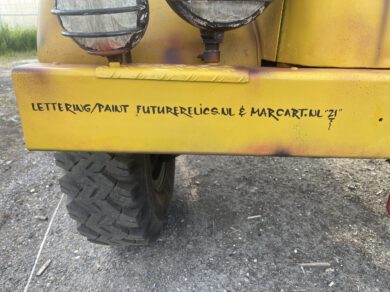 LETTERING/PAINT FUTURERELICS.NL & MARCART.NL "21"